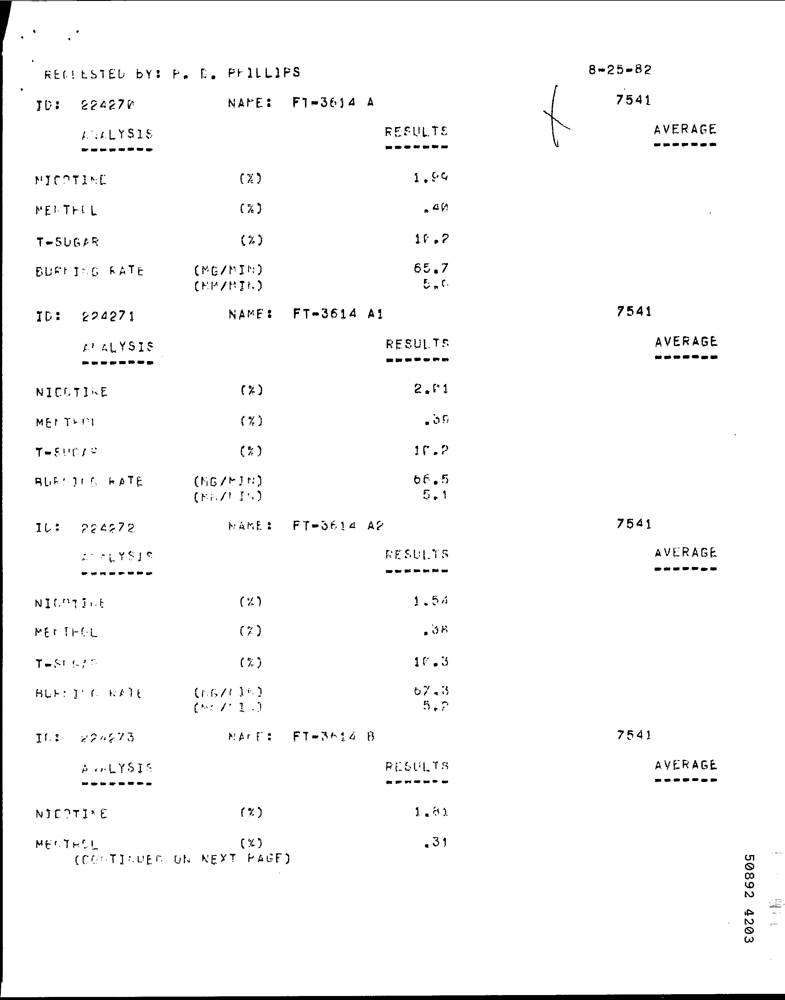 REQUESTED BY: P. D. PHILLIPS 8-25-82
ID: 224270 NAME: FT-3614 A 7541
ANALYSIS RESULTS AVERAGE
NICOTINE (%) 1.99
MENTHOL (%) .40
T-SUGAR (%) 10.2
BURNING RATE (MG/MIN) 65.7
(MM/MIN) 5.0
ID: 224271 NAME: FT-3614 A1 7541
ANALYSIS RESULTS AVERAGE
NICOTINE (%) 2.01
MENTHOL (%) .39
T-SUGAR (%) 10.2
BURNING RATE (MG/MIN) 66.5
(MM/MIN) 5.1
ID: 224272 NAME: FT-3614 A2 7541
ANALYSIS RESULTS AVERAGE
NICOTINE (%) 1.54
MENTHOL (%) .38
T-SUGAR (%) 10.3
BURNING RATE (MG/MIN) 67.3
(MM/MIN) 5.2
ID: 224273 NAME: FT-3614 B 7541
ANALYSIS RESULTS AVERAGE
NICOTINE (%) 1.81
MENTHOL (%) .31
(CONTINUED ON NEXT PAGE)
50892 4203